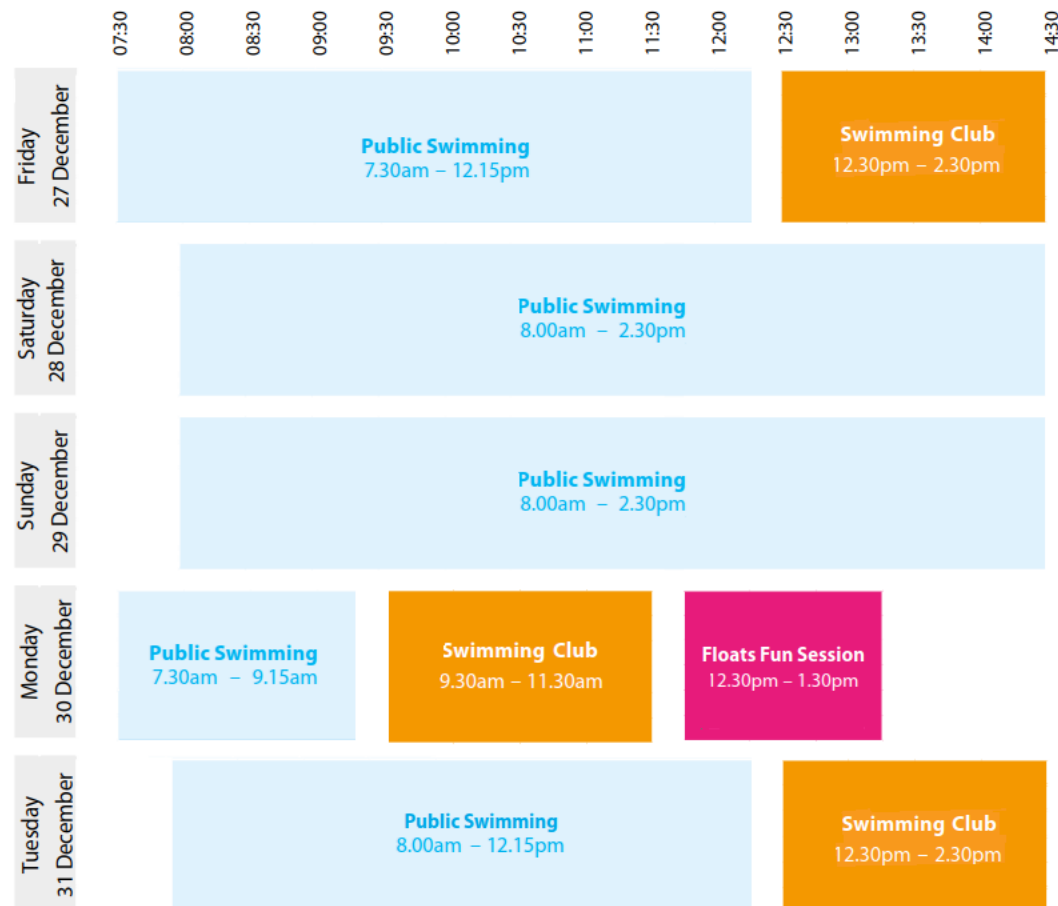 07:30
08:00
08:30
09:00
09:30
10:00
10:30
11:00
11:30
12:00
12:30
13:00
13:30
14:00
14:30
Friday
27 December
Public Swimming
7.30am – 12.15pm
Swimming Club
12.30pm – 2.30pm
Saturday
28 December
Public Swimming
8.00am – 2.30pm
Sunday
29 December
Public Swimming
8.00am – 2.30pm
Monday
30 December
Public Swimming
7.30am – 9.15am
Swimming Club
9.30am – 11.30am
Floats Fun Session
12.30pm – 1.30pm
Tuesday
31 December
Public Swimming
8.00am – 12.15pm
Swimming Club
12.30pm – 2.30pm